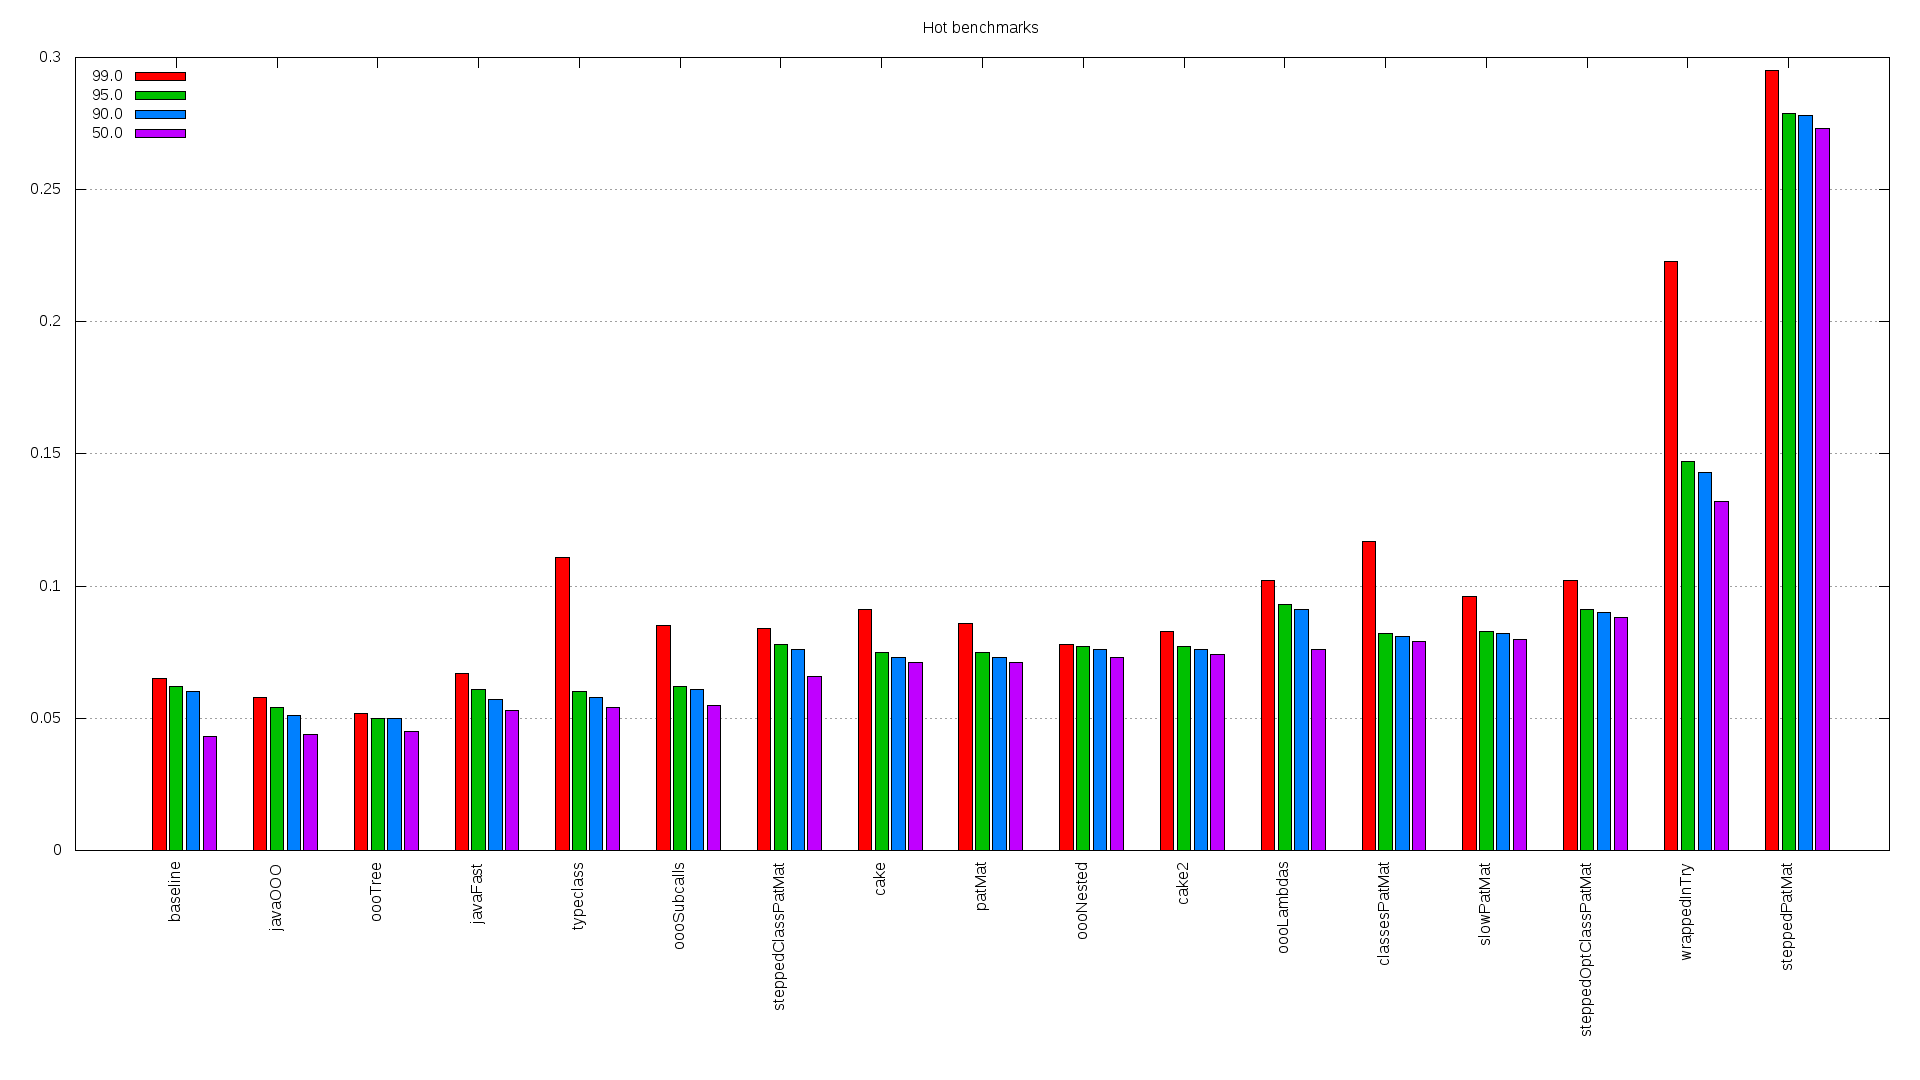 Hot benchmarks
0.3
0.25
0.2
0.15
0.1
0.05
0
99.0
95.0
90.0
50.0
baseline
javaOOO
oooTree
javaFast
typeclass
oooSubcalls
steppedClassPatMat
cake
patMat
oooNested
cake2
oooLambdas
classesPatMat
slowPatMat
steppedOptClassPatMat
wrappedInTry
steppedPatMat